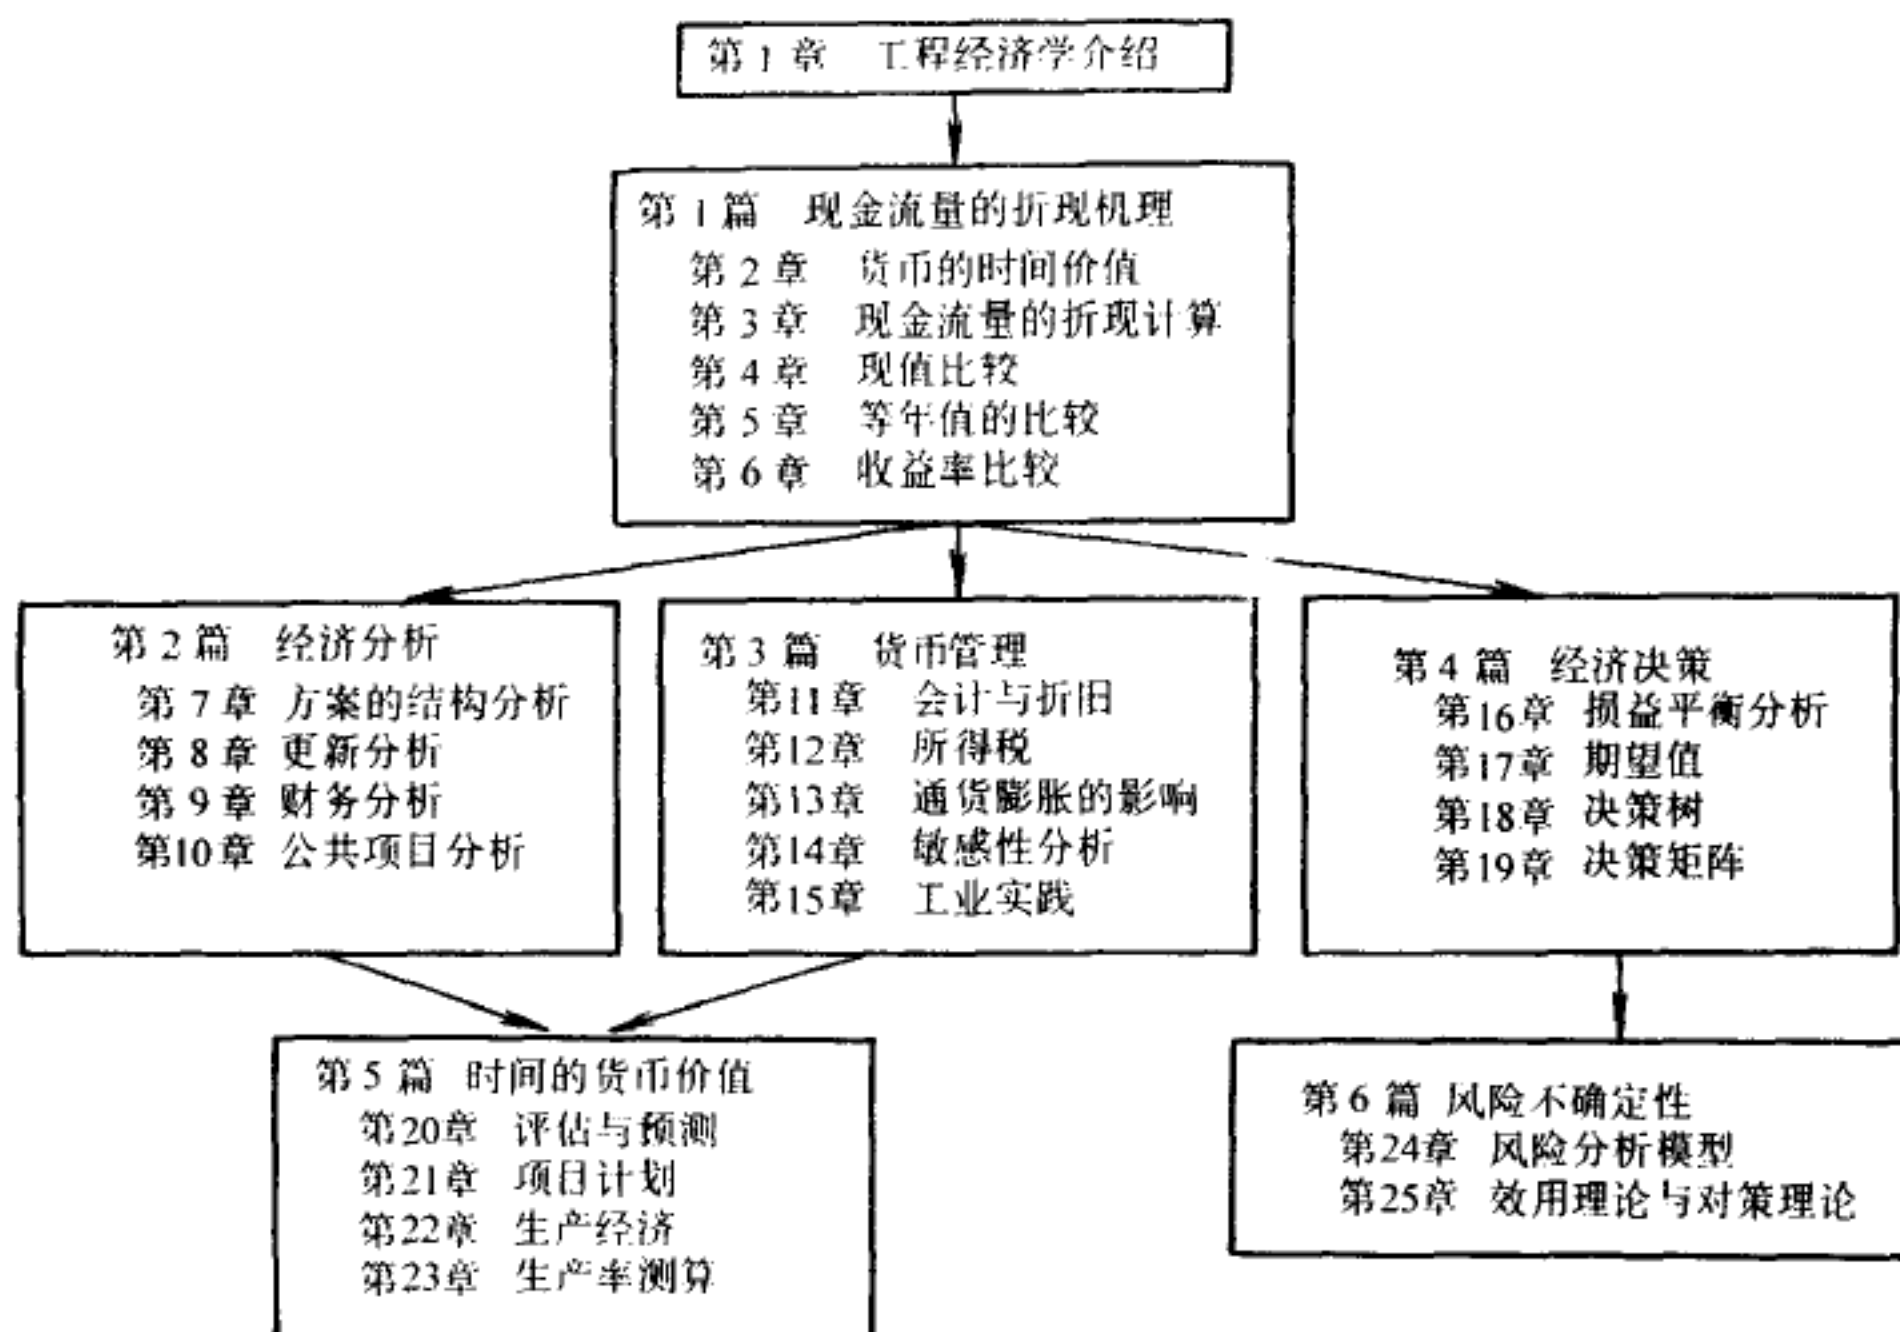 第1章 工程经济学介绍
第1篇 现金流量的折现机理
第2章 货币的时间价值
第3章 现金流量的折现计算
第4章 现值比较
第5章 等年值的比较
第6章 收益率比较
第2篇 经济分析
第7章 方案的结构分析
第8章 更新分析
第9章 财务分析
第10章 公共项目分析
第3篇 货币管理
第11章 会计与折旧
第12章 所得税
第13章 通货膨胀的影响
第14章 敏感性分析
第15章 工业实践
第4篇 经济决策
第16章 损益平衡分析
第17章 期望值
第18章 决策树
第19章 决策矩阵
第5篇 时间的货币价值
第20章 评估与预测
第21章 项目计划
第22章 生产经济
第23章 生产率测算
第6篇 风险不确定性
第24章 风险分析模型
第25章 效用理论与对策理论